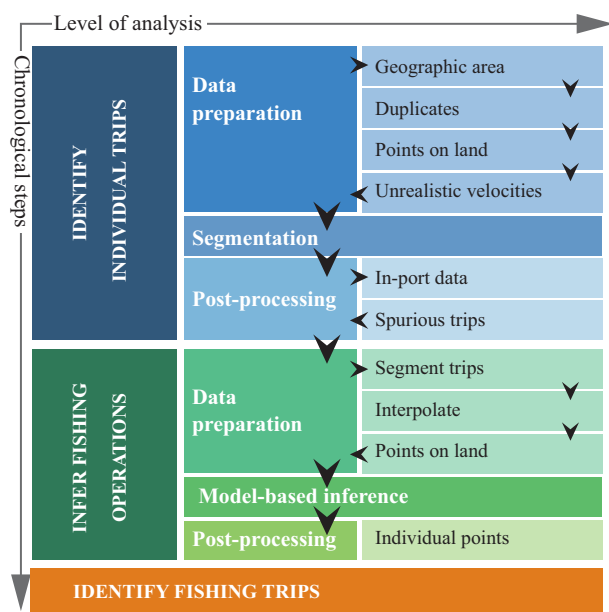 Level of analysis
Chronological steps
IDENTIFY
INDIVIDUAL TRIPS
Data
preparation
Geographic area
Duplicates
Points on land
Unrealistic velocities
Segmentation
Post-processing
In-port data
Spurious trips
INFER FISHING
OPERATIONS
Data
preparation
Segment trips
Interpolate
Points on land
Model-based inference
Post-processing
Individual points
IDENTIFY FISHING TRIPS